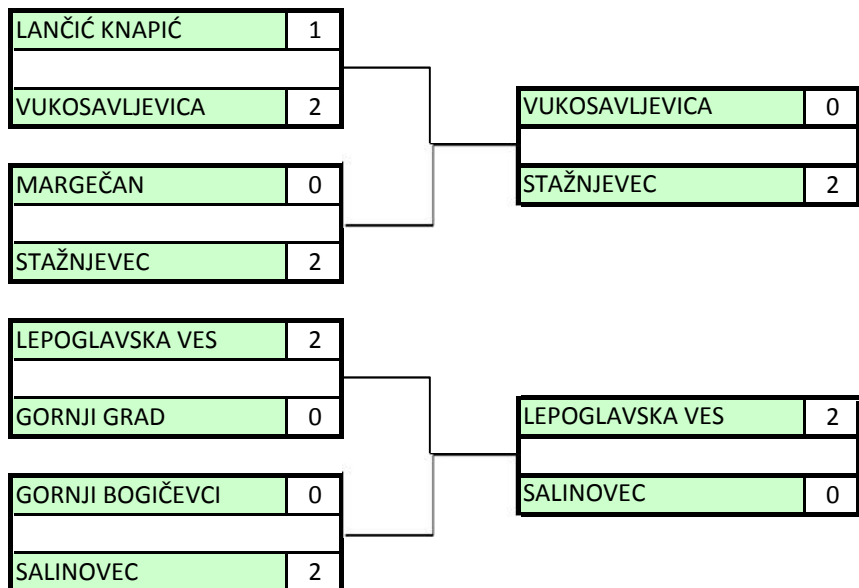 LANČIĆ KNAPIĆ 1
VUKOSAVLJEVICA 2
MARGEČAN 0
STAŽNJEVEC 2
LEPOGLAVSKA VES 2
GORNJI GRAD 0
GORNJI BOGIČEVCI 0
SALINOVEC 2
VUKOSAVLJEVICA 0
STAŽNJEVEC 2
LEPOGLAVSKA VES 2
SALINOVEC 0